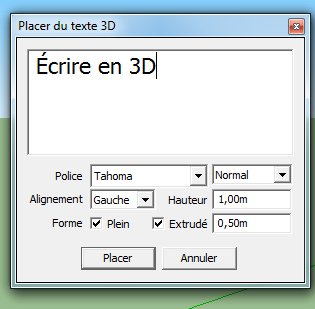 Placer du texte 3D
Écrire en 3D
Police Tahoma Normal
Alignement Gauche Hauteur 1,00m
Forme Plein Extrudé 0,50m
Placer Annuler